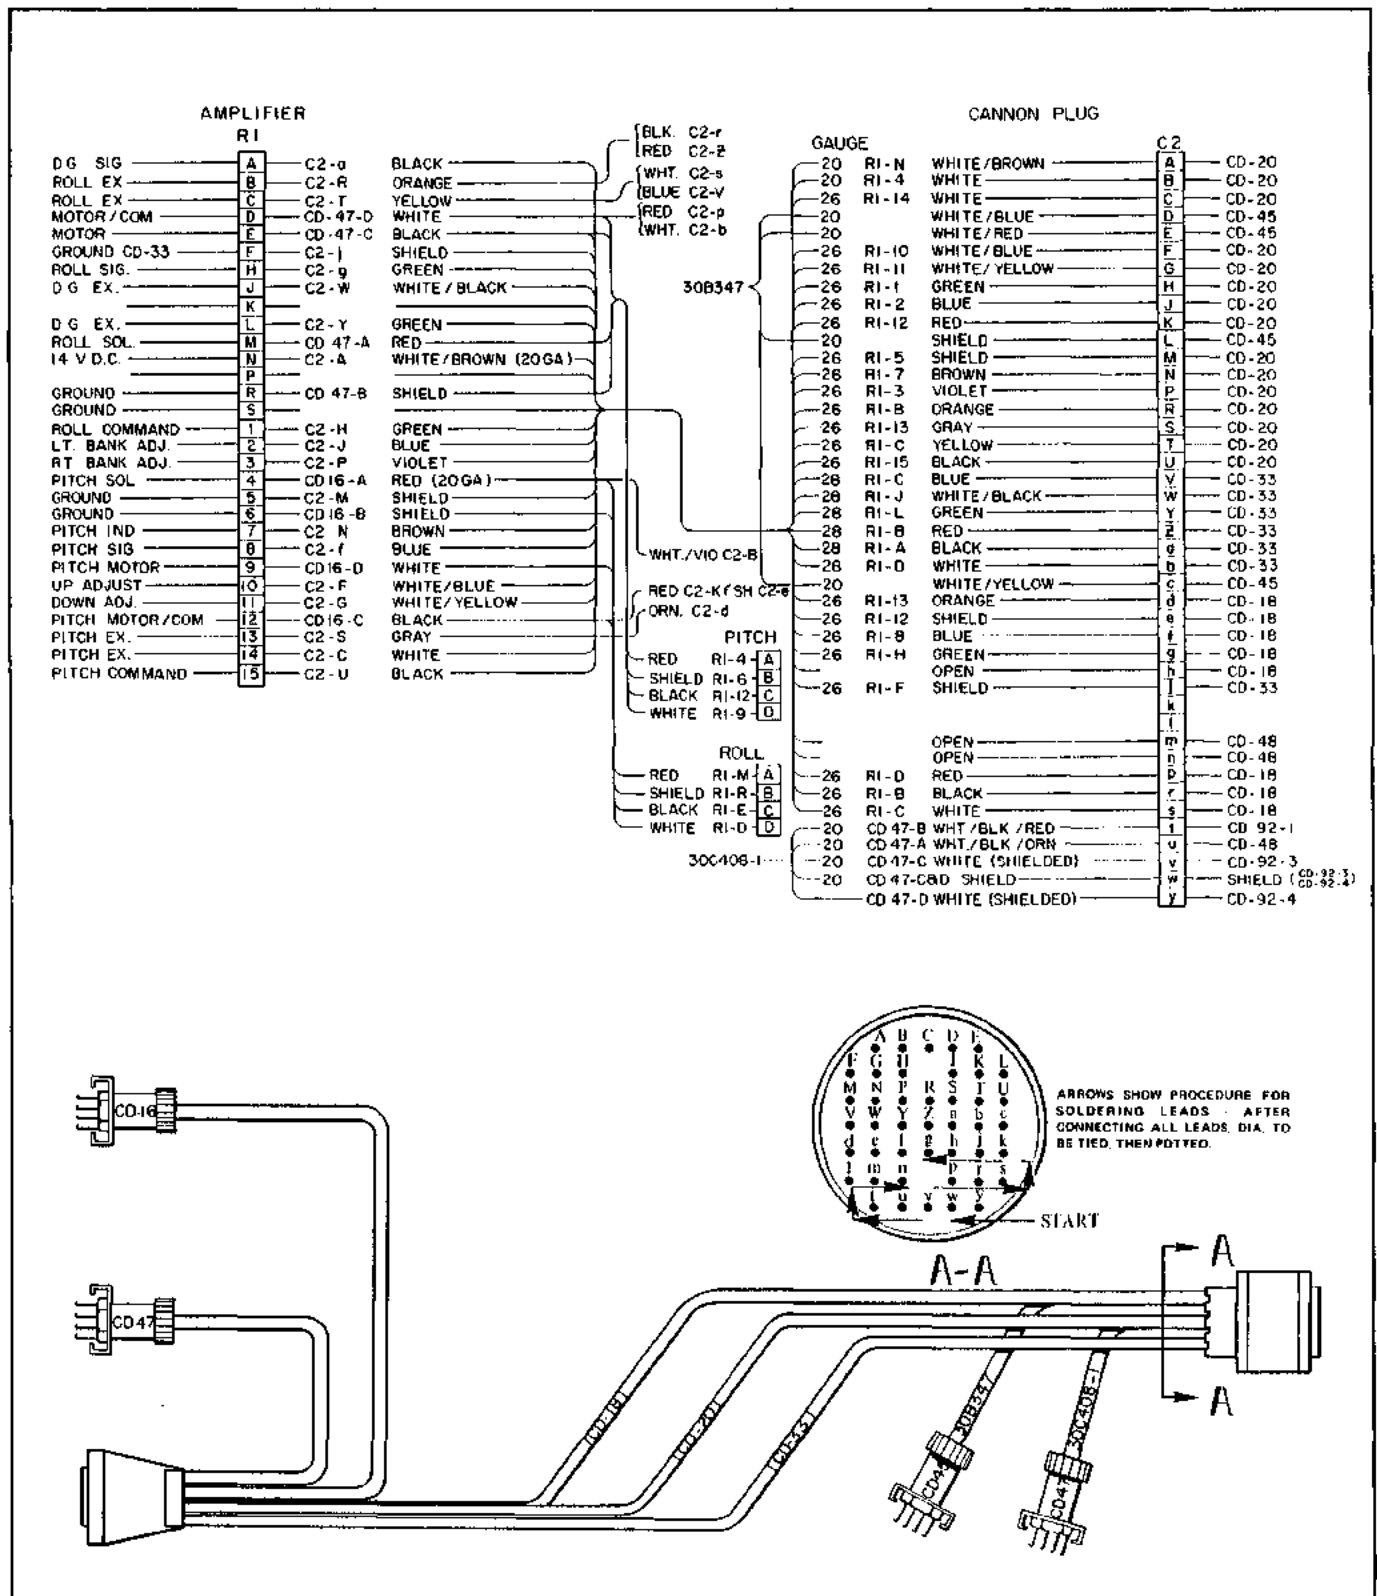 AMPLIFIER
R1
DG SIG A C2-a BLACK
ROLL EX B C2-R ORANGE
ROLL EX C C2-T YELLOW
MOTOR/COM D CD-47-D WHITE
MOTOR E CD-47-C BLACK
GROUND CD-33 F C2-j SHIELD
ROLL SIG. H C2-g GREEN
DG EX. J C2-W WHITE/BLACK
K
DG EX. L C2-Y GREEN
ROLL SOL. M CD 47-A RED
14 V D.C. N C2-A WHITE/BROWN (20GA)
P
GROUND R CD 47-B SHIELD
GROUND S
ROLL COMMAND 1 C2-H GREEN
LT. BANK ADJ. 2 C2-J BLUE
RT BANK ADJ. 3 C2-P VIOLET
PITCH SOL 4 CD16-A RED (20GA)
GROUND 5 C2-M SHIELD
GROUND 6 CD16-B SHIELD
PITCH IND 7 C2 N BROWN
PITCH SIG 8 C2-f BLUE
PITCH MOTOR 9 CD16-D WHITE
UP ADJUST 10 C2-F WHITE/BLUE
DOWN ADJ. 11 C2-G WHITE/YELLOW
PITCH MOTOR/COM 12 CD16-C BLACK
PITCH EX. 13 C2-S GRAY
PITCH EX. 14 C2-C WHITE
PITCH COMMAND 15 C2-U BLACK
BLK. C2-r
RED C2-Z
WHT. C2-s
BLUE C2-V
RED C2-p
WHT. C2-b
30B347
WHT./VIO C2-B
RED C2-K SH C2-e
ORN. C2-d
PITCH
RED R1-4 A
SHIELD R1-6 B
BLACK R1-12 C
WHITE R1-9 D
ROLL
RED R1-M A
SHIELD R1-R B
BLACK R1-E C
WHITE R1-D D
30C408-1
CANNON PLUG
GAUGE C2
20 R1-N WHITE/BROWN A CD-20
20 R1-4 WHITE B CD-20
26 R1-14 WHITE C CD-20
20 WHITE/BLUE D CD-45
20 WHITE/RED E CD-45
26 R1-10 WHITE/BLUE F CD-20
26 R1-11 WHITE/YELLOW G CD-20
26 R1-1 GREEN H CD-20
26 R1-2 BLUE J CD-20
26 R1-12 RED K CD-20
20 SHIELD L CD-45
26 R1-5 SHIELD M CD-20
26 R1-7 BROWN N CD-20
26 R1-3 VIOLET P CD-20
26 R1-B ORANGE R CD-20
26 R1-13 GRAY S CD-20
26 R1-C YELLOW T CD-20
26 R1-15 BLACK U CD-20
28 R1-C BLUE V CD-33
28 R1-J WHITE/BLACK W CD-33
28 R1-L GREEN Y CD-33
28 R1-B RED Z CD-33
28 R1-A BLACK a CD-33
28 R1-D WHITE b CD-33
20 WHITE/YELLOW c CD-45
26 R1-13 ORANGE d CD-18
26 R1-12 SHIELD e CD-18
26 R1-8 BLUE f CD-18
26 R1-H GREEN g CD-18
OPEN h CD-18
26 R1-F SHIELD j CD-33
k
l
OPEN m CD-48
OPEN n CD-48
26 R1-D RED p CD-18
26 R1-B BLACK r CD-18
26 R1-C WHITE s CD-18
20 CD 47-B WHT./BLK /RED t CD 92-1
20 CD 47-A WHT./BLK /ORN u CD-48
20 CD 47-C WHITE (SHIELDED) v CD-92-3
20 CD 47-C&D SHIELD w SHIELD (CD-92-3 CD-92-4)
CD 47-D WHITE (SHIELDED) y CD-92-4
A B C D E
F G H J K L
M N P R S T U
V W Y Z a b c
d e f g h j k
l m n p r s
t u v w y
START
A-A
ARROWS SHOW PROCEDURE FOR
SOLDERING LEADS - AFTER
CONNECTING ALL LEADS, DIA. TO
BE TIED, THEN POTTED.
CD16
CD47
CD-18
CD-20
CD-33
30B347
CD45
30C408-1
CD47
A
A